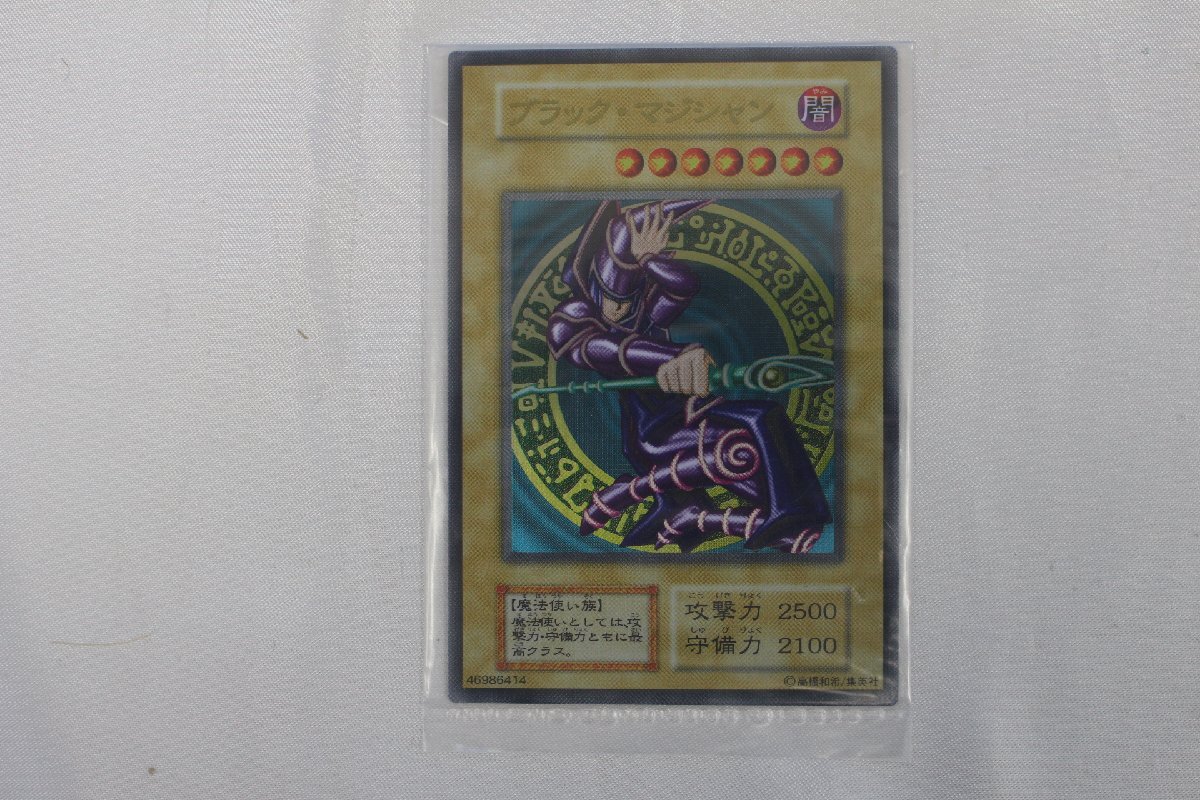 ブラック・マジシャン
闇
【魔法使い族】
魔法使いとしては、攻
撃力・守備力ともに最
高クラス。
攻撃力 2500
守備力 2100
46986414
©高橋和希/集英社